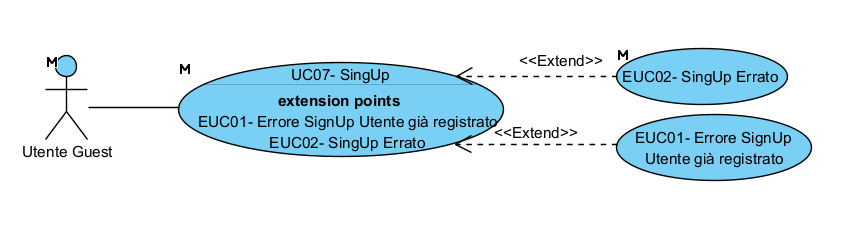 M
Utente Guest
M
UC07- SingUp
extension points
EUC01- Errore SignUp Utente già registrato
EUC02- SingUp Errato
<<Extend>>
<<Extend>>
M
EUC02- SingUp Errato
EUC01- Errore SignUp
Utente già registrato